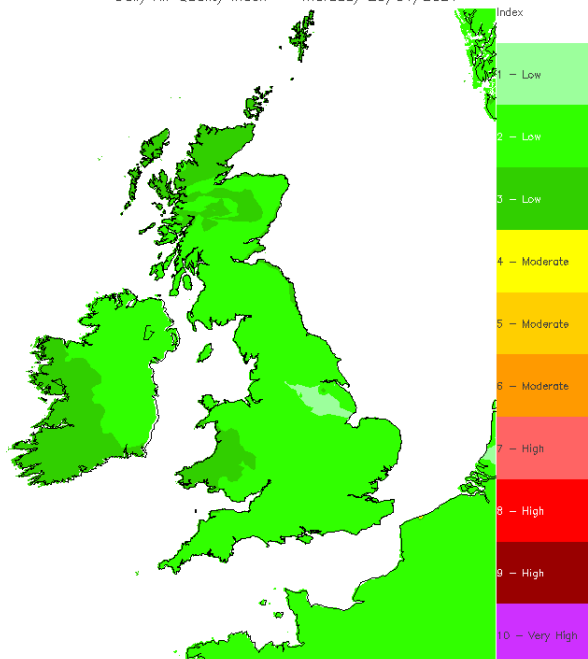 Index
1 - Low
2 - Low
3 - Low
4 - Moderate
5 - Moderate
6 - Moderate
7 - High
8 - High
9 - High
10 - Very High